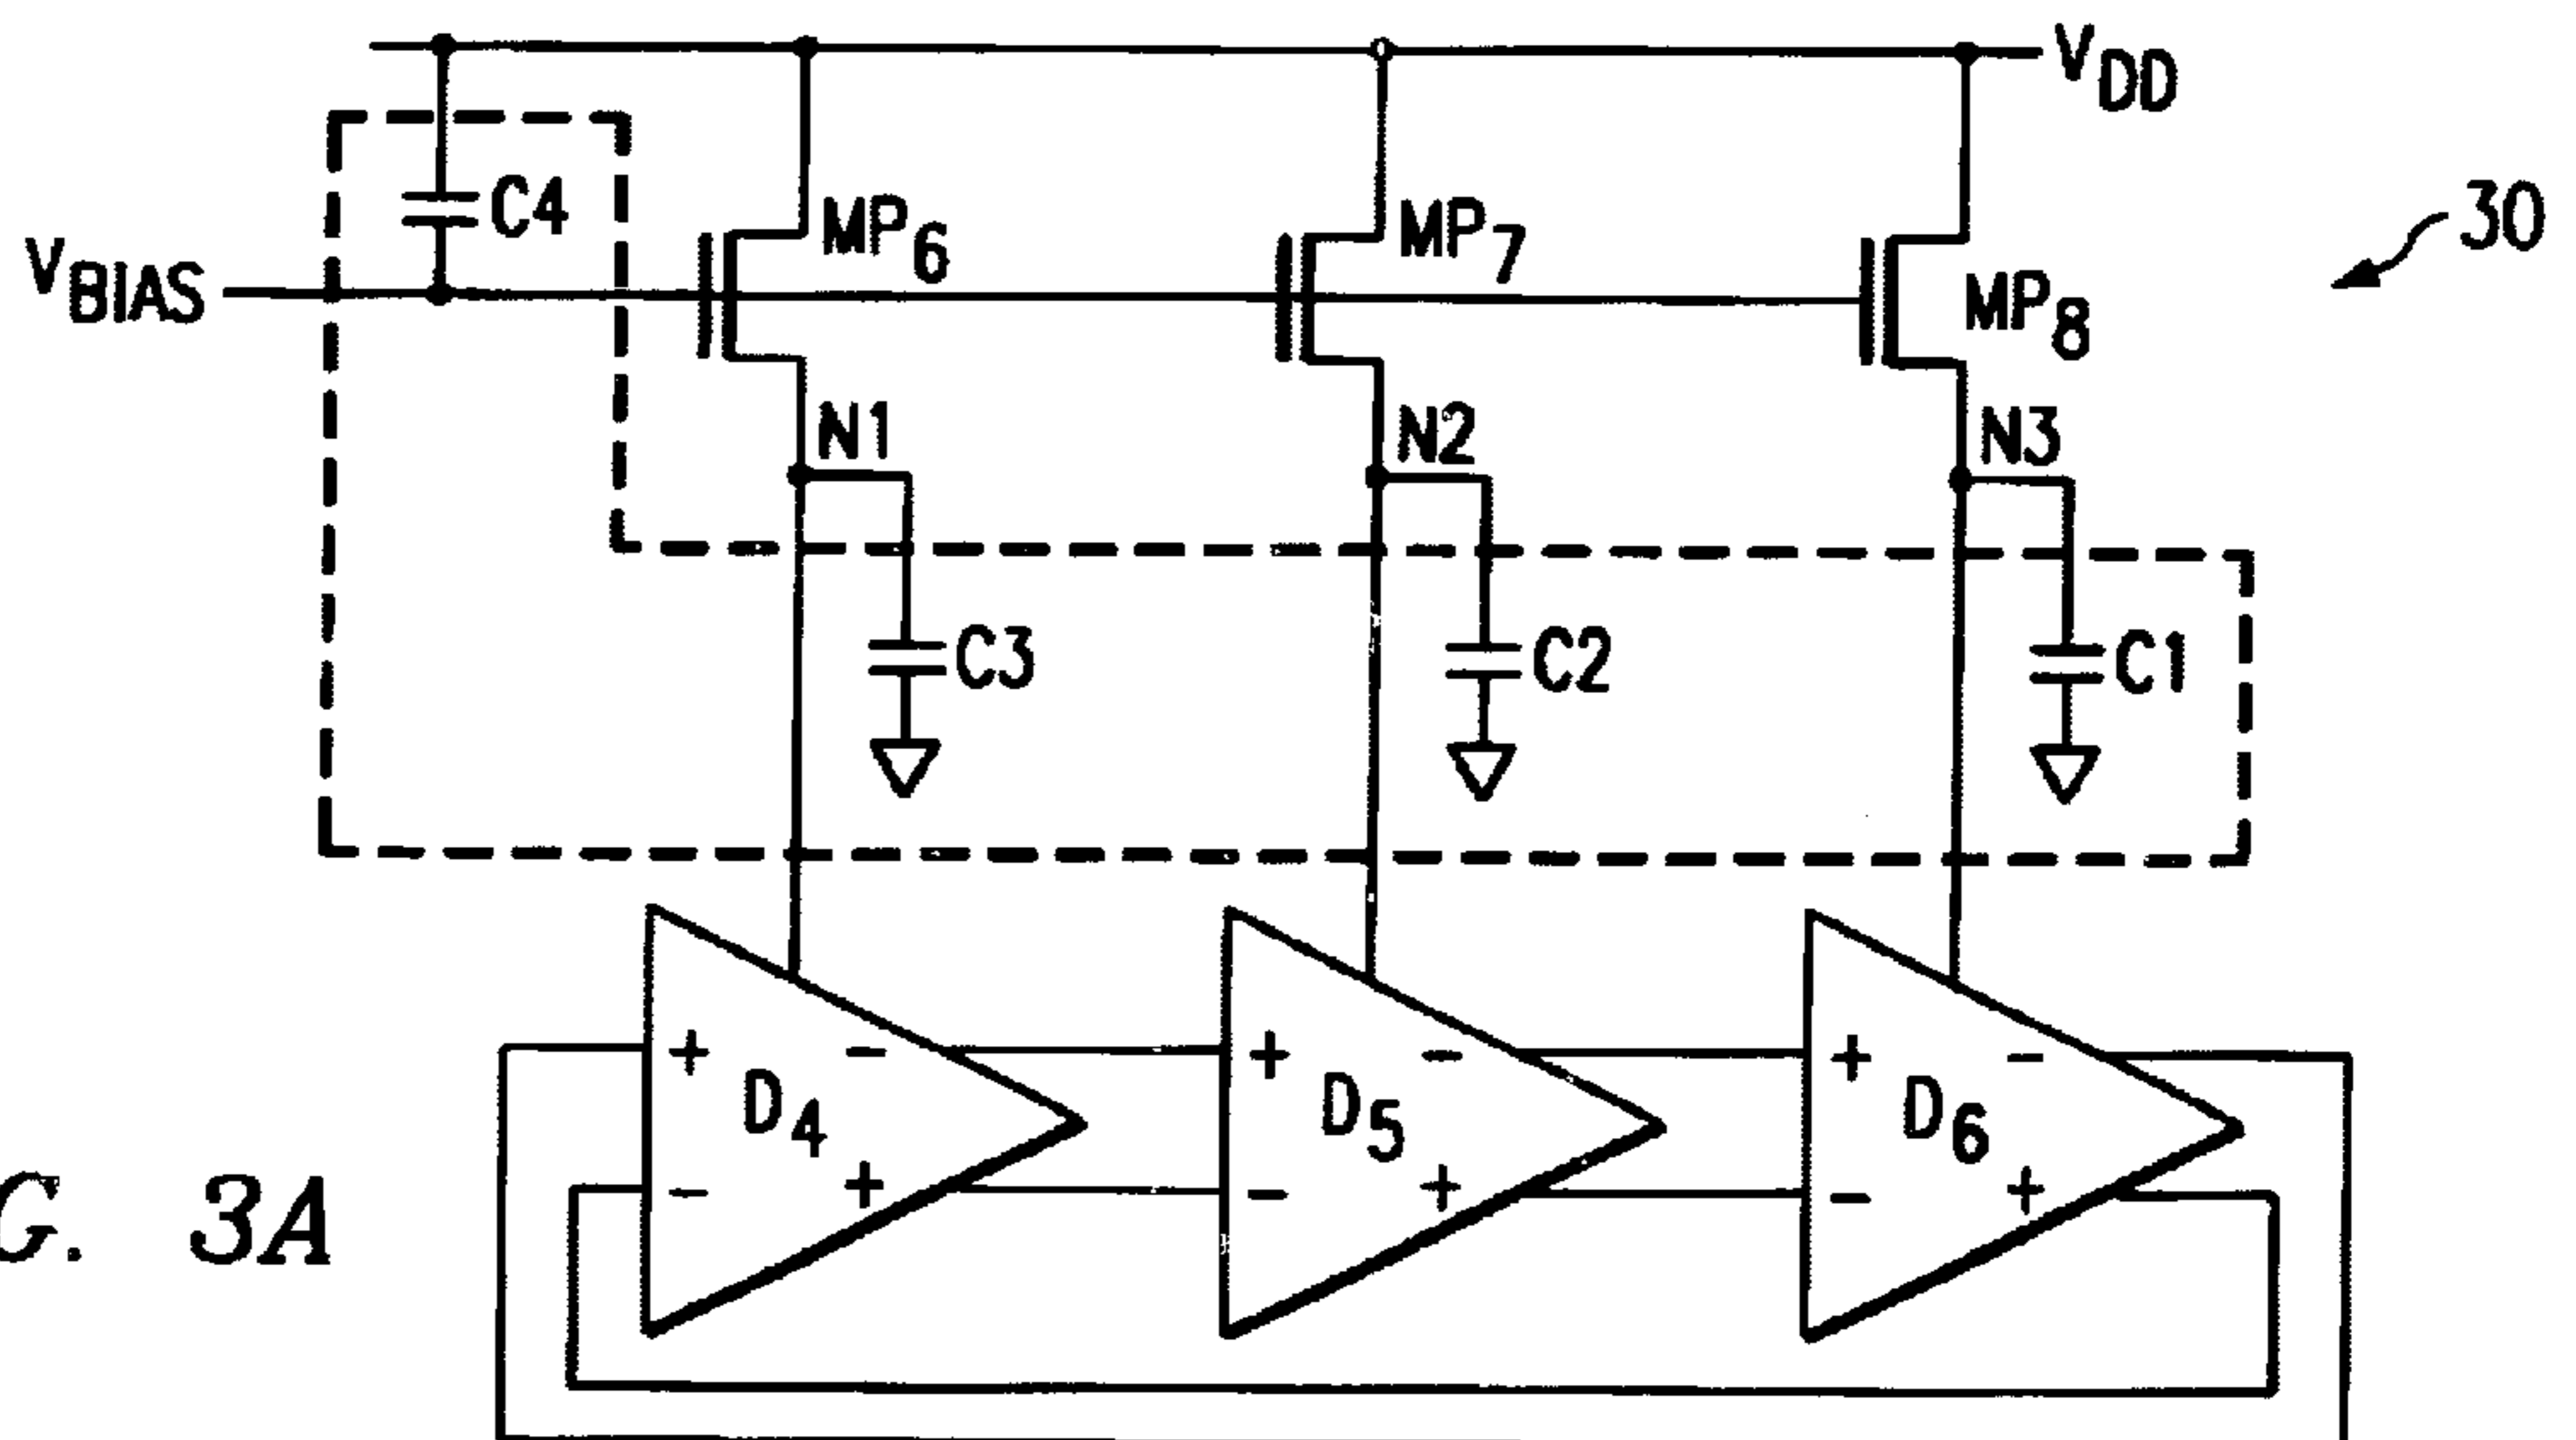 VDD
C4
MP6
MP7
30
VBIAS
MP8
N1
N2
N3
C3
C2
C1
+ − + − + −
D4 D5 D6
− + − + − +
G. 3A